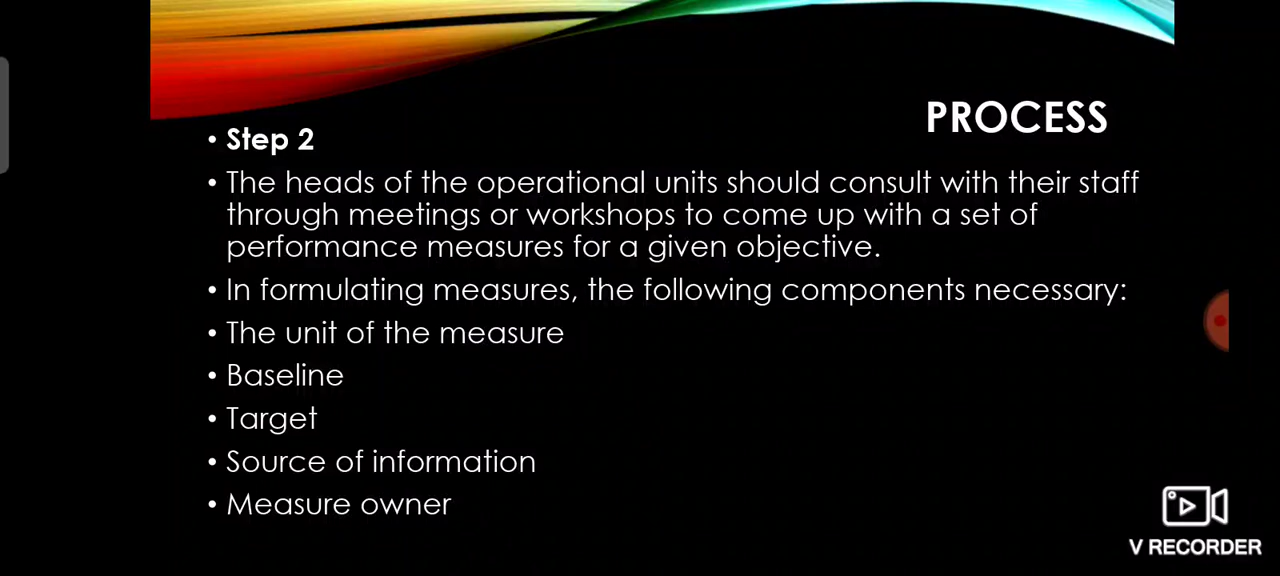 PROCESS
• Step 2
• The heads of the operational units should consult with their staff
through meetings or workshops to come up with a set of
performance measures for a given objective.
• In formulating measures, the following components necessary:
• The unit of the measure
• Baseline
• Target
• Source of information
• Measure owner
V RECORDER